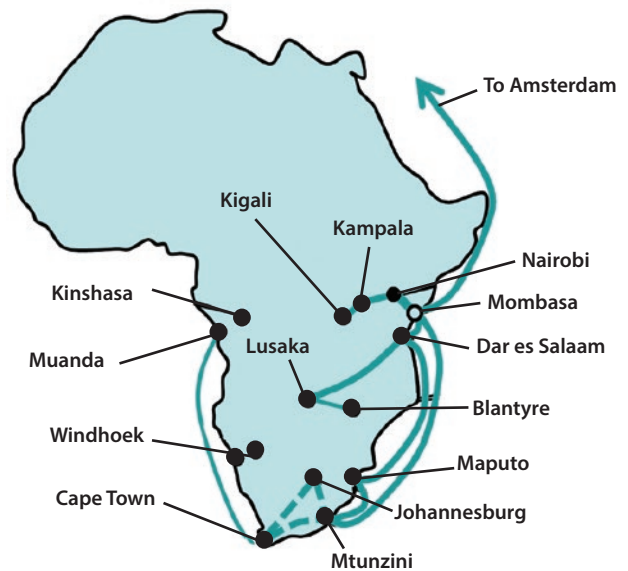 To Amsterdam
Kigali
Kampala
Nairobi
Kinshasa
Mombasa
Muanda
Lusaka
Dar es Salaam
Blantyre
Windhoek
Maputo
Cape Town
Johannesburg
Mtunzini